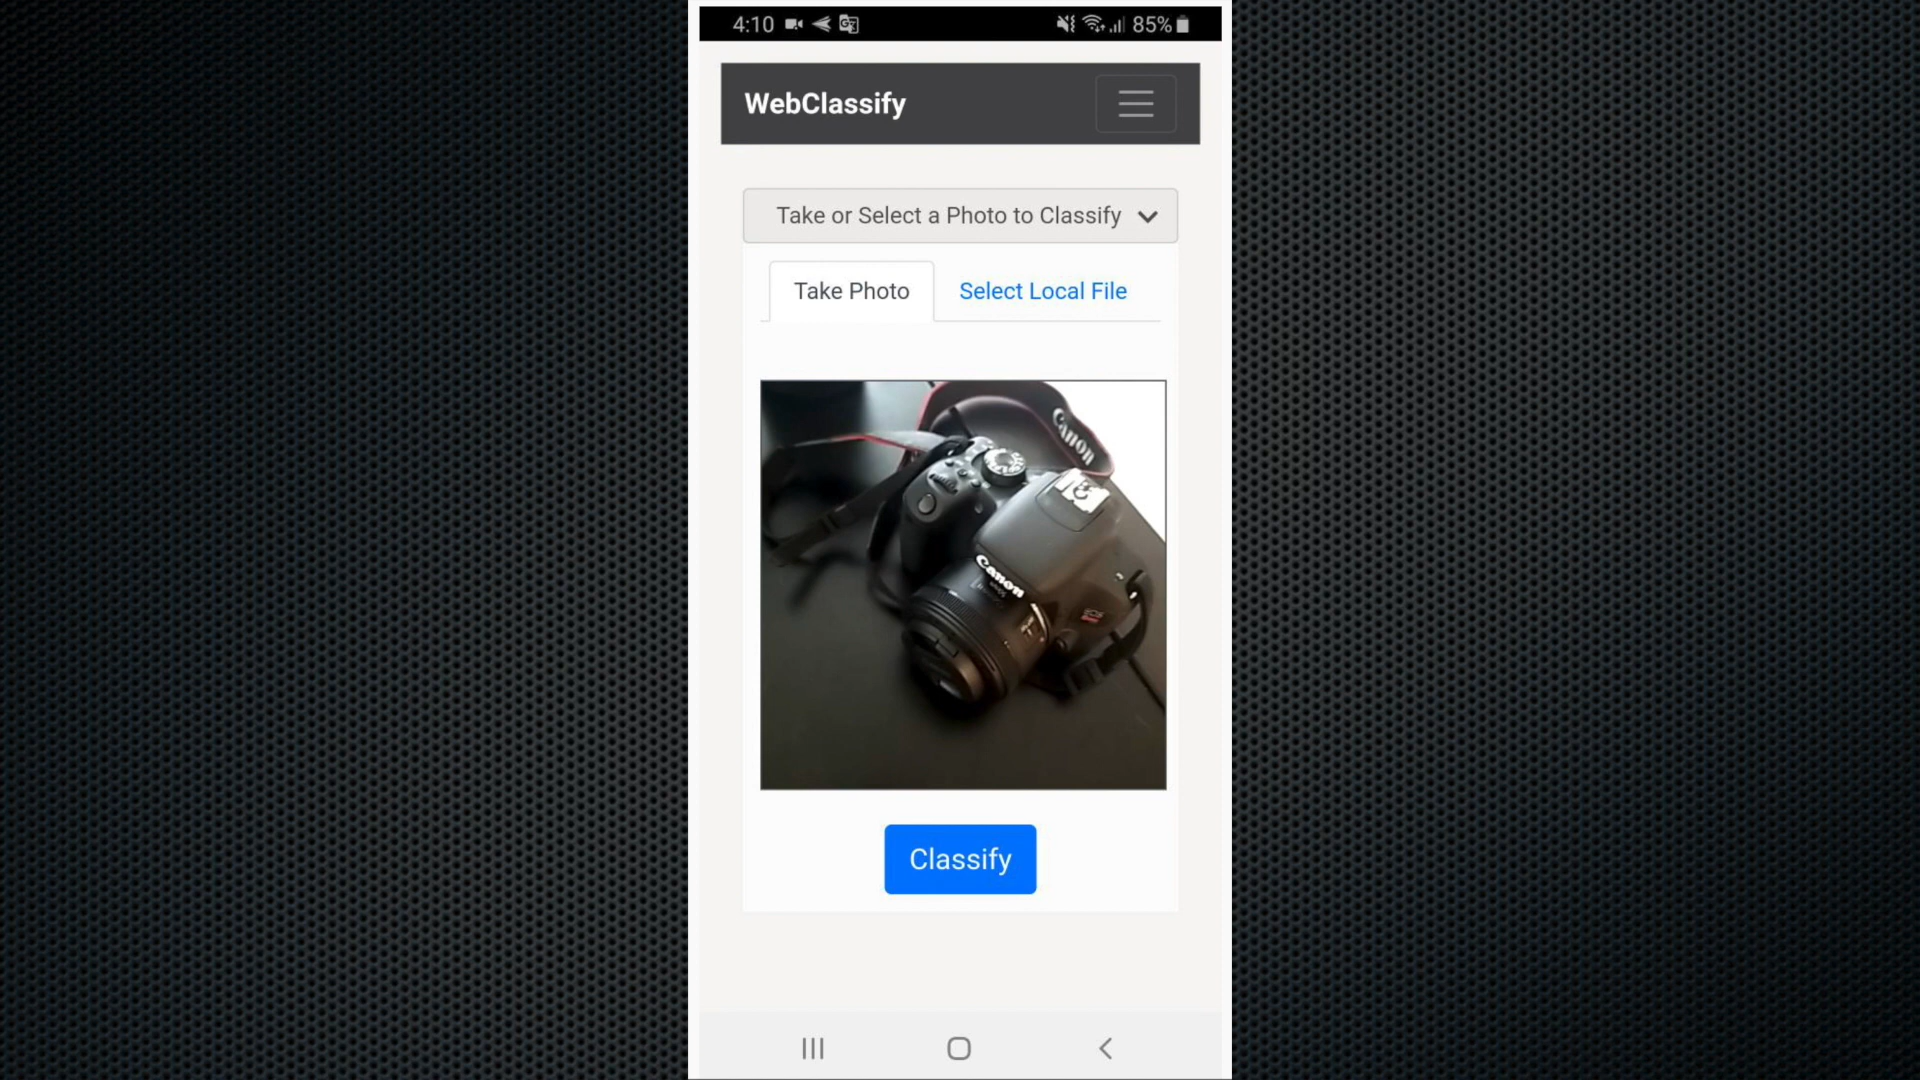 4:10 85%
WebClassify
Take or Select a Photo to Classify
Take Photo Select Local File
Canon
Canon
Classify